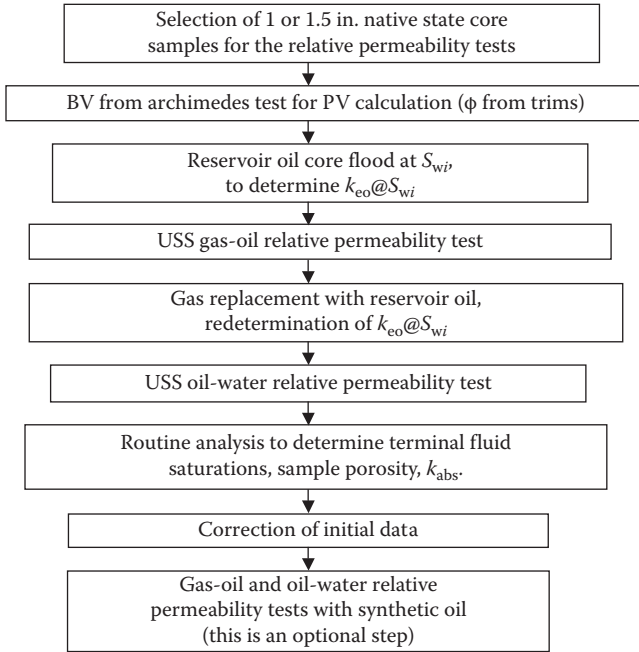 Selection of 1 or 1.5 in. native state core
samples for the relative permeability tests
BV from archimedes test for PV calculation (ϕ from trims)
Reservoir oil core flood at Swi,
to determine keo@Swi
USS gas-oil relative permeability test
Gas replacement with reservoir oil,
redetermination of keo@Swi
USS oil-water relative permeability test
Routine analysis to determine terminal fluid
saturations, sample porosity, kabs.
Correction of initial data
Gas-oil and oil-water relative
permeability tests with synthetic oil
(this is an optional step)